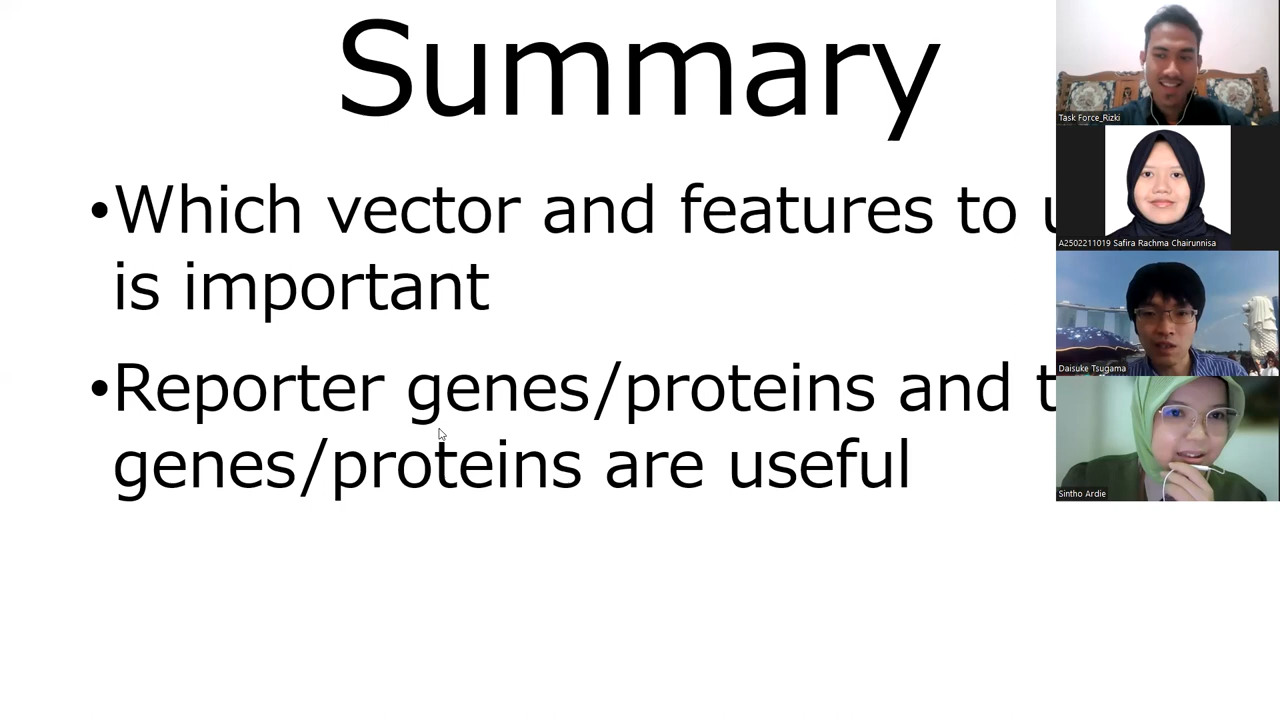 Summary
•Which vector and features to
is important
•Reporter genes/proteins and
genes/proteins are useful
Task Force_Rizki
A2502211019 Safira Rachma Chairunnisa
Daisuke Tsugama
Sintho Ardie